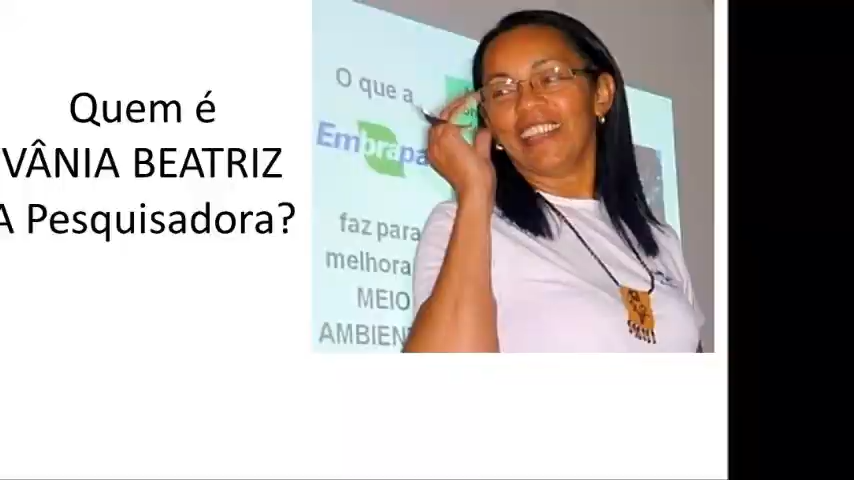 Quem é
VÂNIA BEATRIZ
A Pesquisadora?
O que a
Embrapa
faz para
melhora
MEIO
AMBIEN